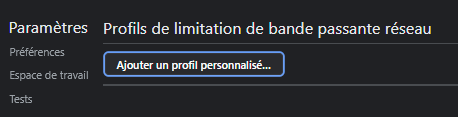 Paramètres
Préférences
Espace de travail
Tests
Profils de limitation de bande passante réseau
Ajouter un profil personnalisé...